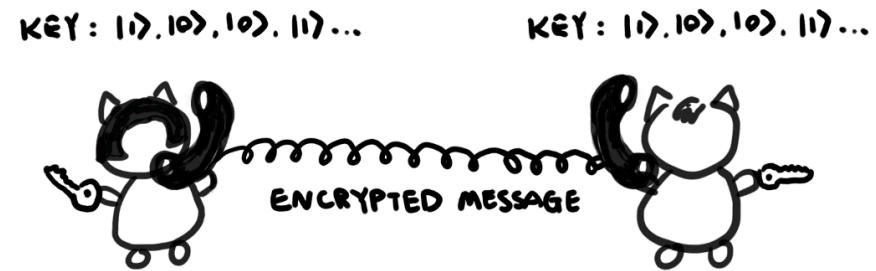 KEY: |1⟩, |0⟩, |0⟩, |1⟩...
KEY: |1⟩, |0⟩, |0⟩, |1⟩...
ENCRYPTED MESSAGE